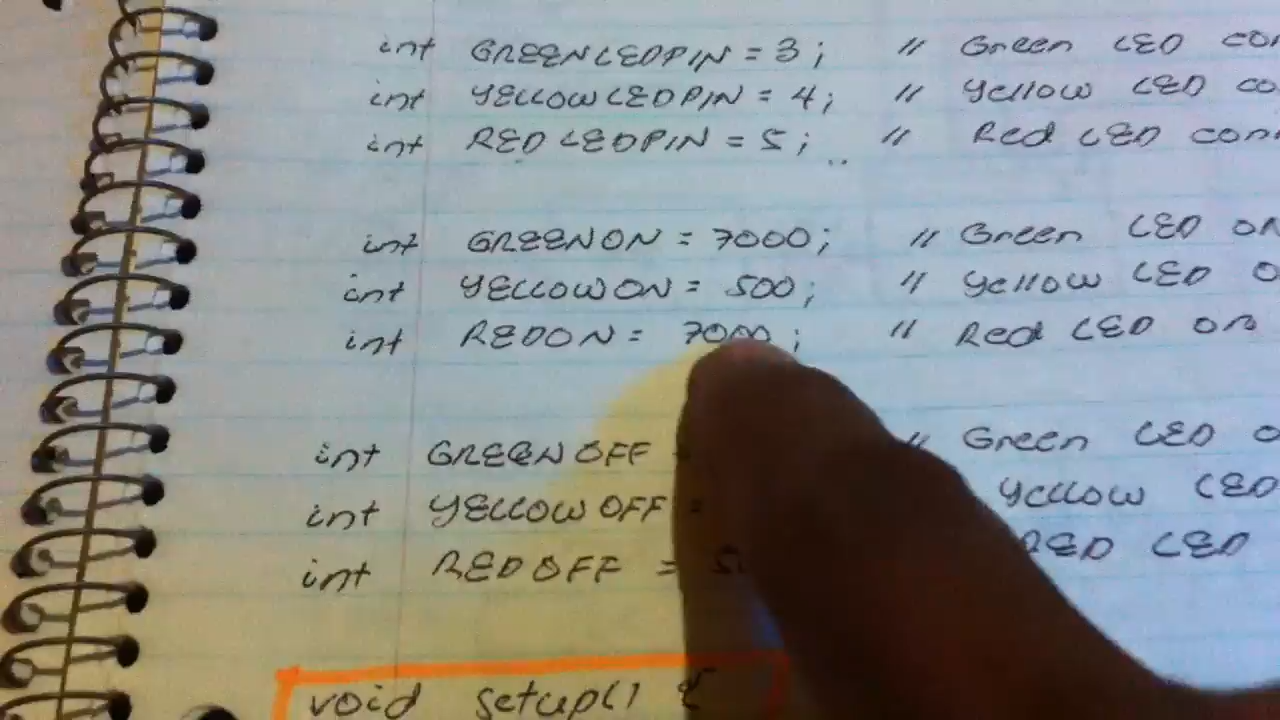 int GREENLEDPIN = 3; // Green LED
int YELLOWLEDPIN = 4; // Yellow LED
int REDLEDPIN = 5; // Red LED
int GREENON = 7000; // Green LED
int YELLOWON = 500; // Yellow LED
int REDON = 7000; // Red LED on
int GREENOFF // Green LED
int YELLOWOFF = Yellow LED
int REDOFF = RED LED
void setup() {